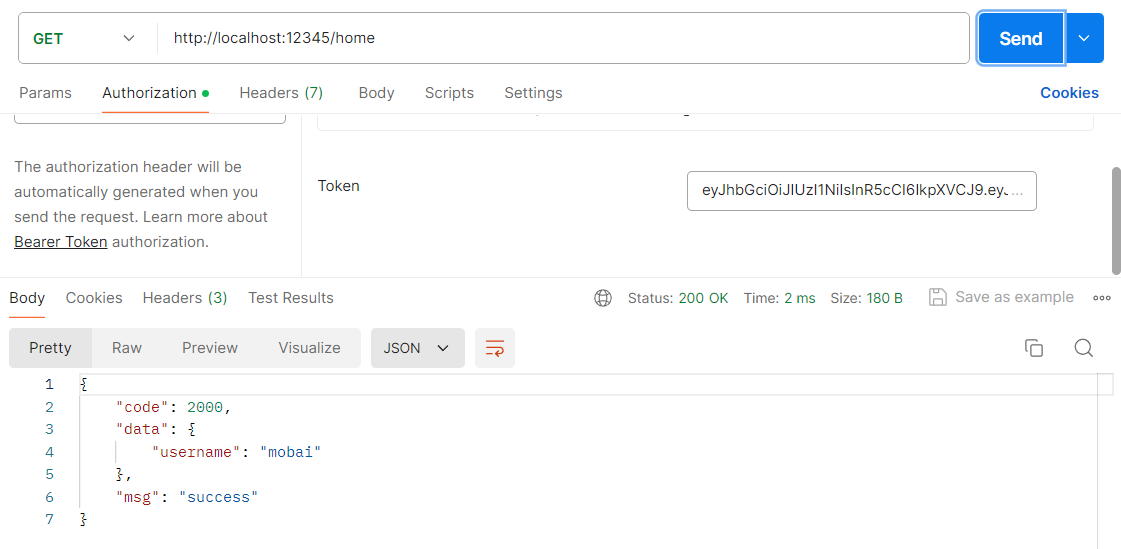 GET http://localhost:12345/home Send
Params Authorization Headers (7) Body Scripts Settings Cookies
The authorization header will be
automatically generated when you
send the request. Learn more about
Bearer Token authorization.
Token eyJhbGciOiJIUzI1NiIsInR5cCI6IkpXVCJ9.eyJ...
Body Cookies Headers (3) Test Results Status: 200 OK Time: 2 ms Size: 180 B Save as example
Pretty Raw Preview Visualize JSON
1 {
2 "code": 2000,
3 "data": {
4 "username": "mobai"
5 },
6 "msg": "success"
7 }